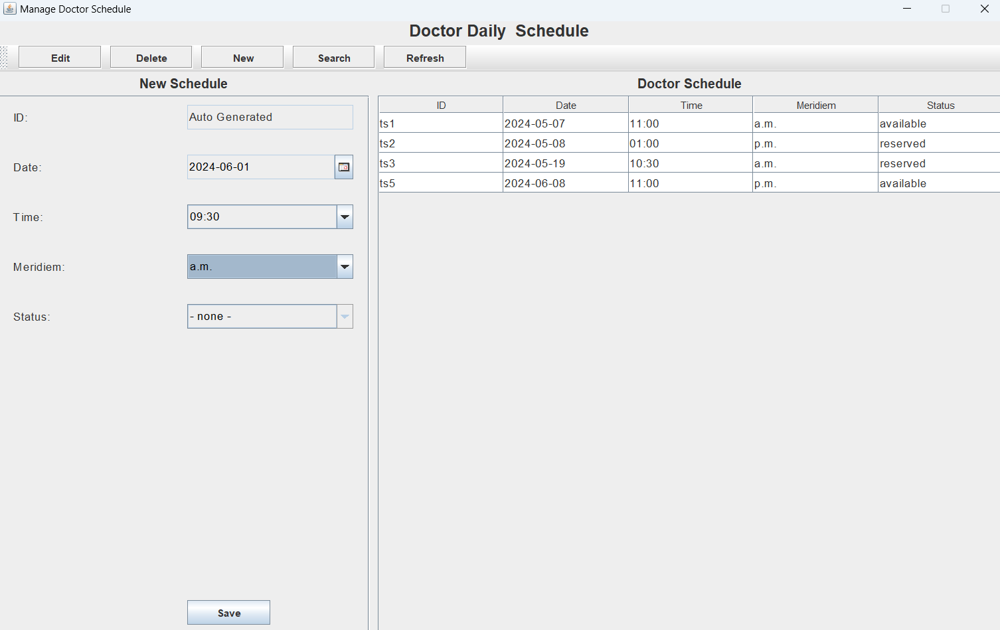 Manage Doctor Schedule
Doctor Daily  Schedule
Edit Delete New Search Refresh
New Schedule
ID: Auto Generated
Date: 2024-06-01
Time: 09:30
Meridiem: a.m.
Status: - none -
Save
Doctor Schedule
ID Date Time Meridiem Status
ts1 2024-05-07 11:00 a.m. available
ts2 2024-05-08 01:00 p.m. reserved
ts3 2024-05-19 10:30 a.m. reserved
ts5 2024-06-08 11:00 p.m. available